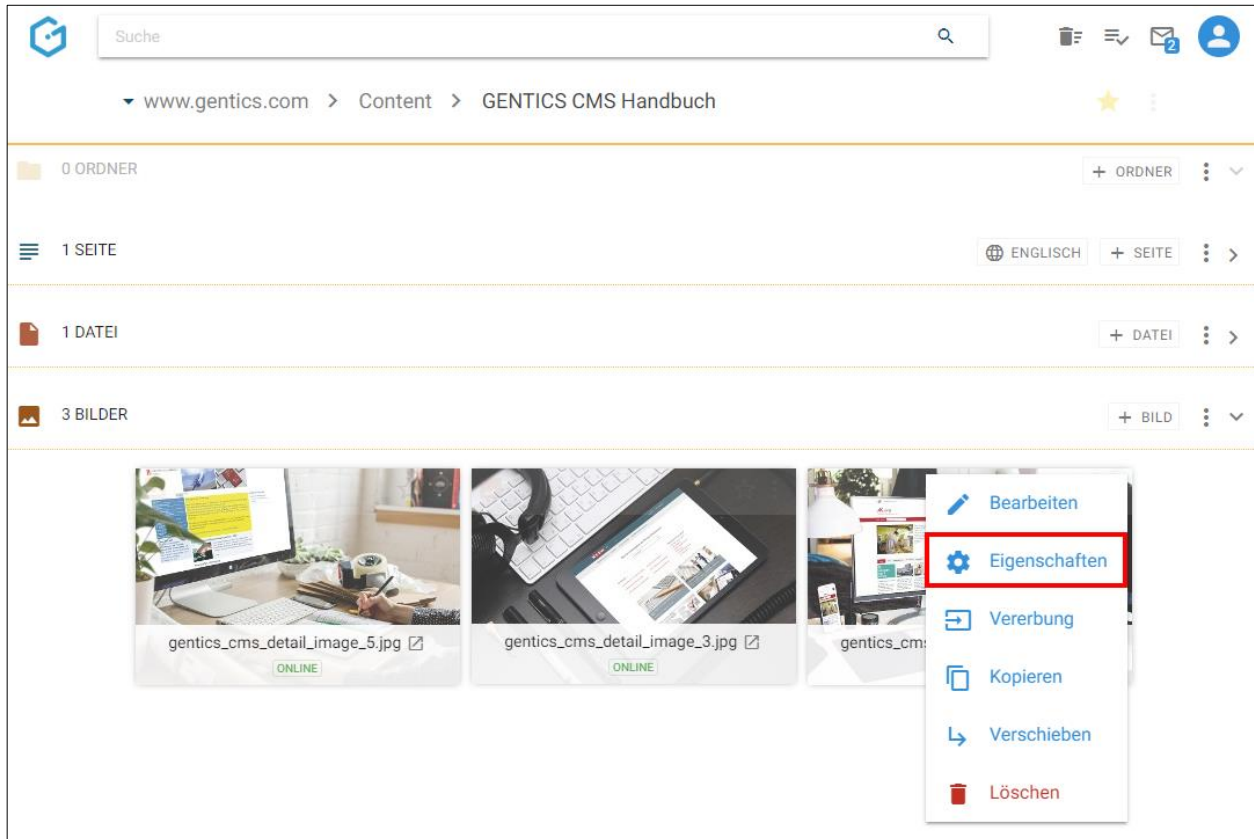 Suche
2
www.gentics.com > Content > GENTICS CMS Handbuch
0 ORDNER
+ ORDNER
1 SEITE
ENGLISCH
+ SEITE
1 DATEI
+ DATEI
3 BILDER
+ BILD
gentics_cms_detail_image_5.jpg
ONLINE
gentics_cms_detail_image_3.jpg
ONLINE
gentics_cm
Bearbeiten
Eigenschaften
Vererbung
Kopieren
Verschieben
Löschen